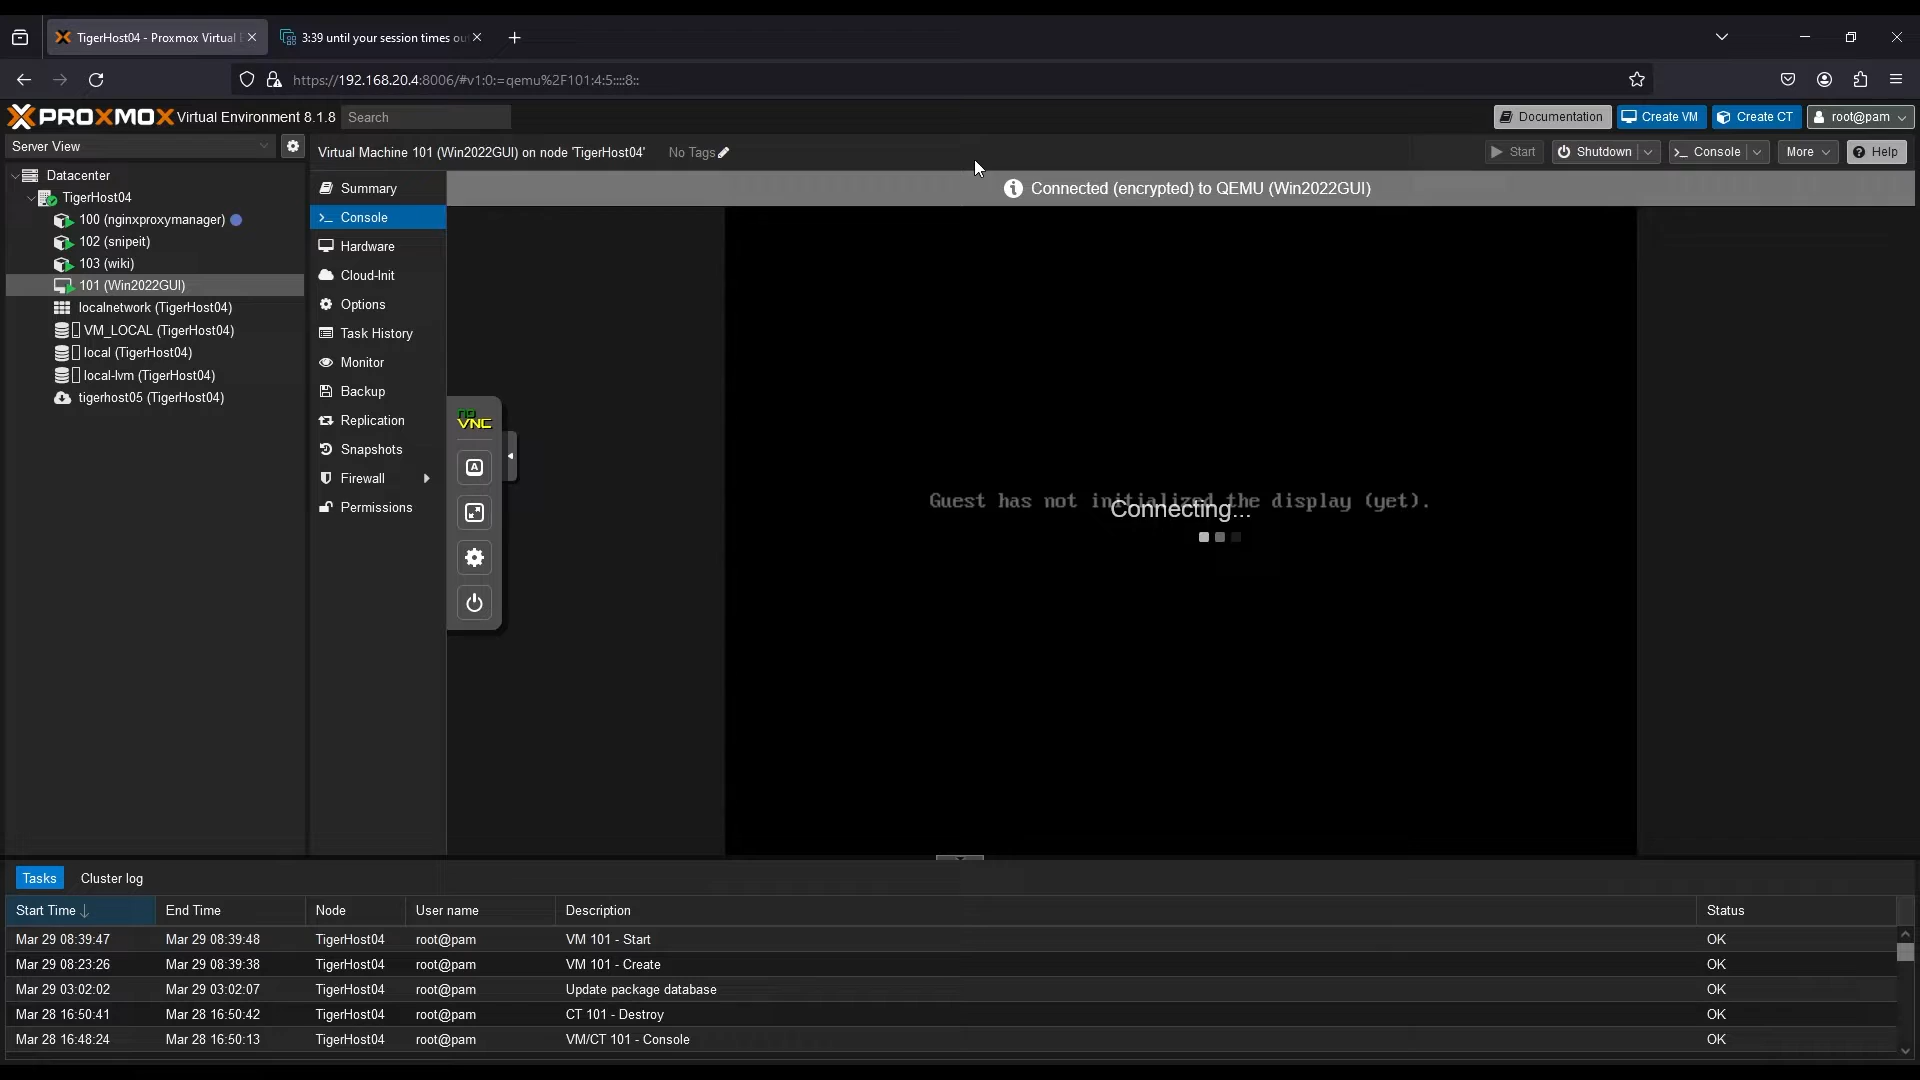 TigerHost04 - Proxmox Virtual
3:39 until your session times ou
https://192.168.20.4:8006/#v1:0:=qemu%2F101:4:5::::8::
PROXMOX Virtual Environment 8.1.8 Search
Documentation Create VM Create CT root@pam
Server View
Virtual Machine 101 (Win2022GUI) on node 'TigerHost04' No Tags
Start Shutdown Console More Help
Datacenter
TigerHost04
100 (nginxproxymanager)
102 (snipeit)
103 (wiki)
101 (Win2022GUI)
localnetwork (TigerHost04)
VM_LOCAL (TigerHost04)
local (TigerHost04)
local-lvm (TigerHost04)
tigerhost05 (TigerHost04)
Summary
Console
Hardware
Cloud-Init
Options
Task History
Monitor
Backup
Replication
Snapshots
Firewall
Permissions
Connected (encrypted) to QEMU (Win2022GUI)
no
VNC
A
Guest has not initialized the display (yet).
Connecting...
Tasks Cluster log
Start Time End Time Node User name Description Status
Mar 29 08:39:47 Mar 29 08:39:48 TigerHost04 root@pam VM 101 - Start OK
Mar 29 08:23:26 Mar 29 08:39:38 TigerHost04 root@pam VM 101 - Create OK
Mar 29 03:02:02 Mar 29 03:02:07 TigerHost04 root@pam Update package database OK
Mar 28 16:50:41 Mar 28 16:50:42 TigerHost04 root@pam CT 101 - Destroy OK
Mar 28 16:48:24 Mar 28 16:50:13 TigerHost04 root@pam VM/CT 101 - Console OK